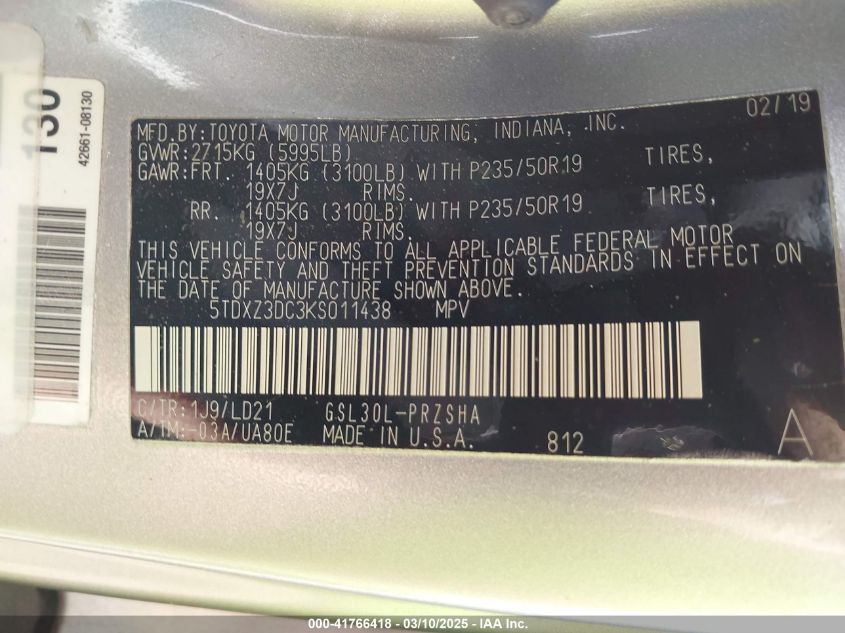 130
42661-08130
02/19
MFD.BY:TOYOTA MOTOR MANUFACTURING, INDIANA, INC.
GVWR:2715KG (5995LB)
GAWR:FRT. 1405KG (3100LB) WITH P235/50R19 TIRES,
19X7J RIMS.
RR. 1405KG (3100LB) WITH P235/50R19 TIRES,
19X7J RIMS.
THIS VEHICLE CONFORMS TO ALL APPLICABLE FEDERAL MOTOR
VEHICLE SAFETY AND THEFT PREVENTION STANDARDS IN EFFECT ON
THE DATE OF MANUFACTURE SHOWN ABOVE.
5TDXZ3DC3KS011438 MPV
C/TR:1J9/LD21 GSL30L-PRZSHA
A/TM:-03A/UA80E MADE IN U.S.A. 812 A
000-41766418 — 03/10/2025 — IAA Inc.